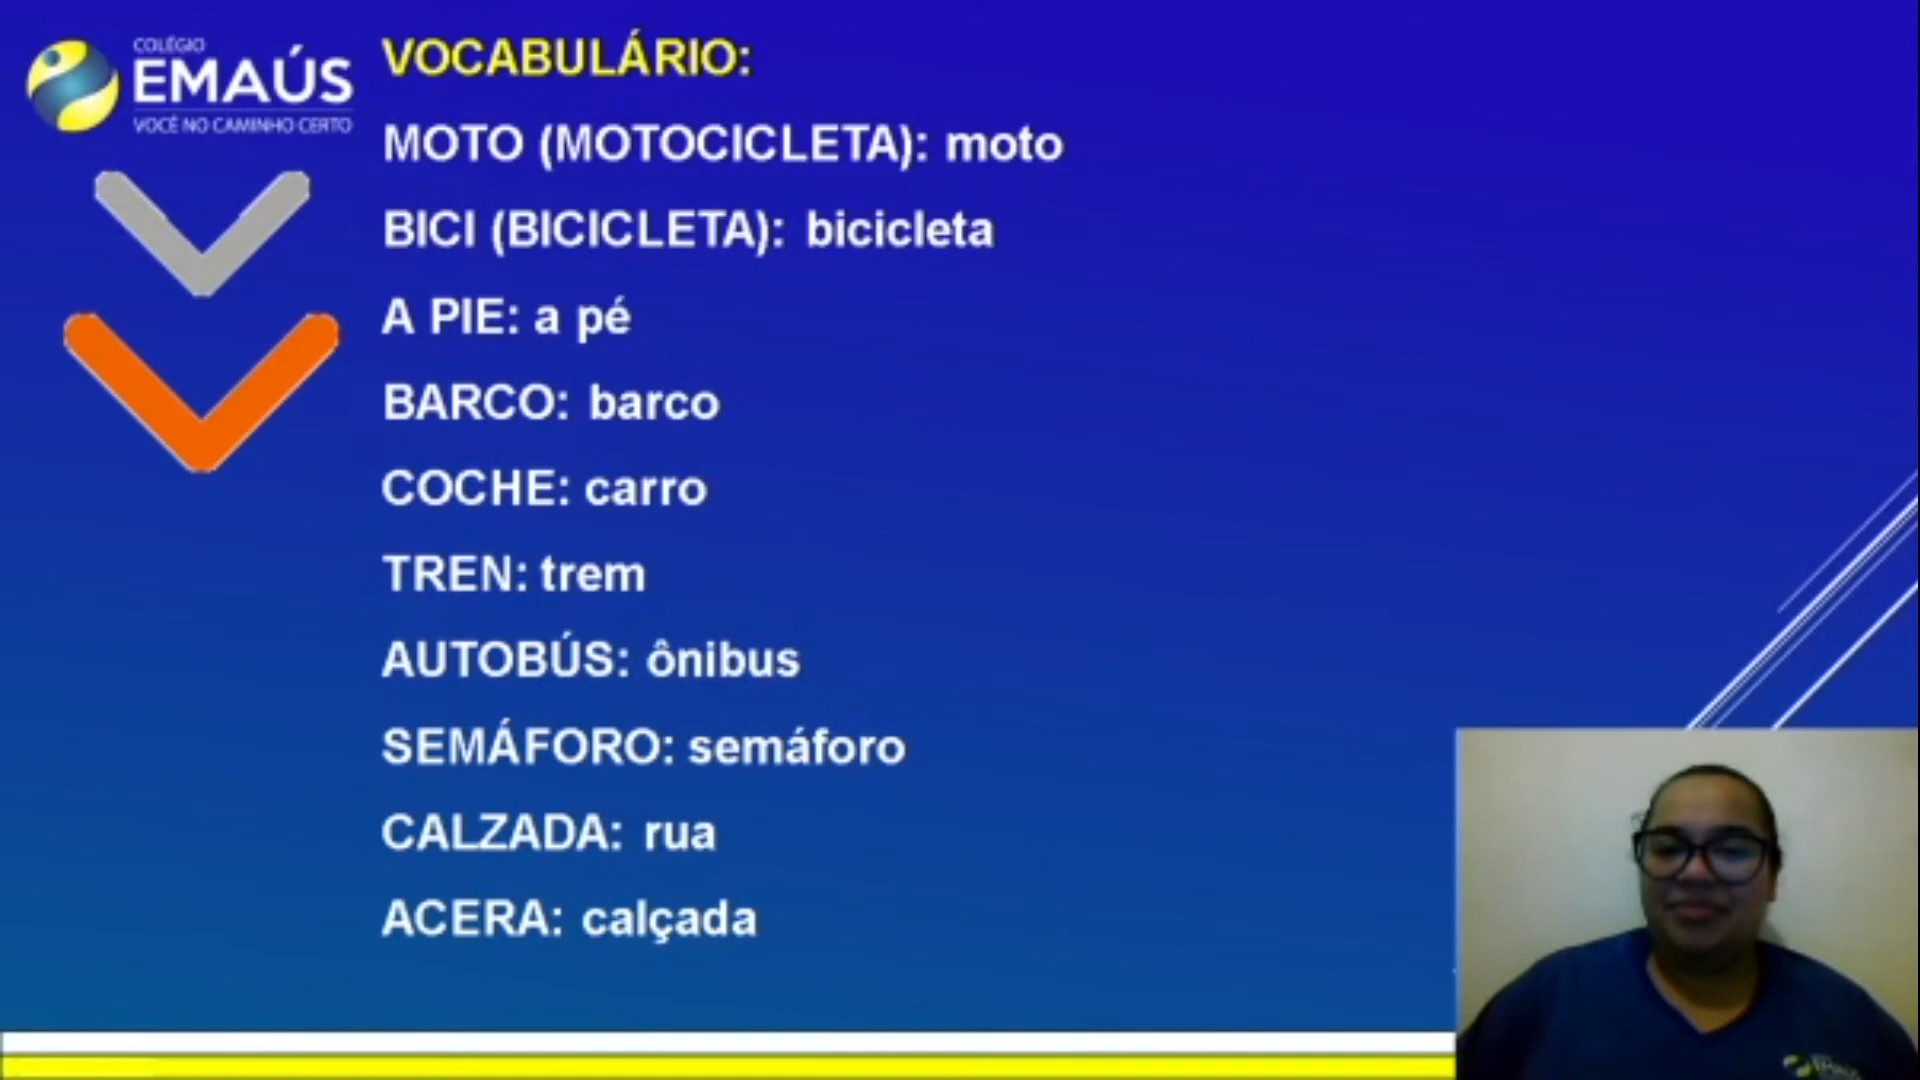 COLÉGIO
EMAÚS
VOCÊ NO CAMINHO CERTO
VOCABULÁRIO:
MOTO (MOTOCICLETA): moto
BICI (BICICLETA): bicicleta
A PIE: a pé
BARCO: barco
COCHE: carro
TREN: trem
AUTOBÚS: ônibus
SEMÁFORO: semáforo
CALZADA: rua
ACERA: calçada